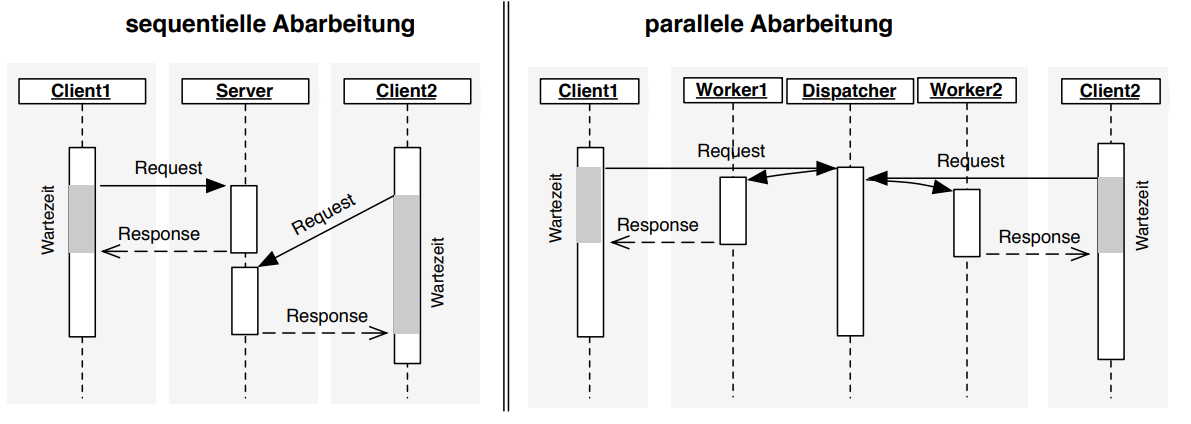 sequentielle Abarbeitung
Client1
Server
Client2
Request
Wartezeit
Response
Request
Wartezeit
Response
parallele Abarbeitung
Client1
Worker1
Dispatcher
Worker2
Client2
Request
Request
Wartezeit
Response
Response
Wartezeit